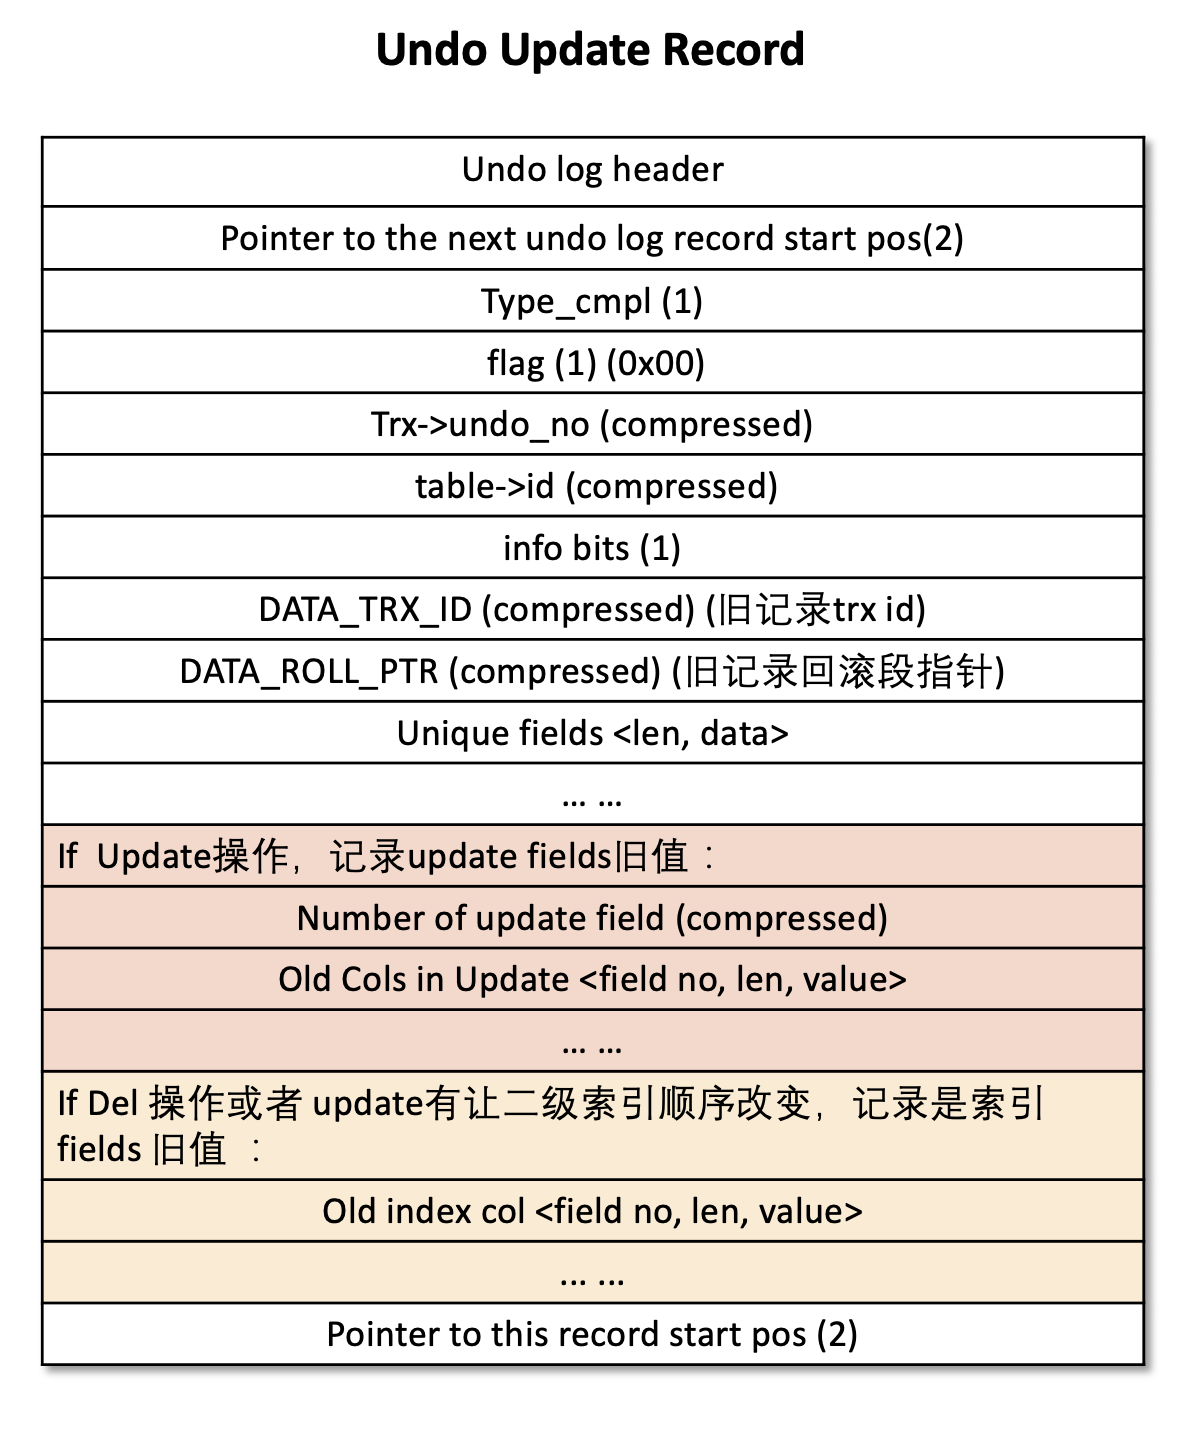 Undo Update Record
Undo log header
Pointer to the next undo log record start pos(2)
Type_cmpl (1)
flag (1) (0x00)
Trx->undo_no (compressed)
table->id (compressed)
info bits (1)
DATA_TRX_ID (compressed) (旧记录trx id)
DATA_ROLL_PTR (compressed) (旧记录回滚段指针)
Unique fields <len, data>
... ...
If  Update操作，记录update fields旧值：
Number of update field (compressed)
Old Cols in Update <field no, len, value>
... ...
If Del 操作或者 update有让二级索引顺序改变，记录是索引
fields 旧值 ：
Old index col <field no, len, value>
... ...
Pointer to this record start pos (2)